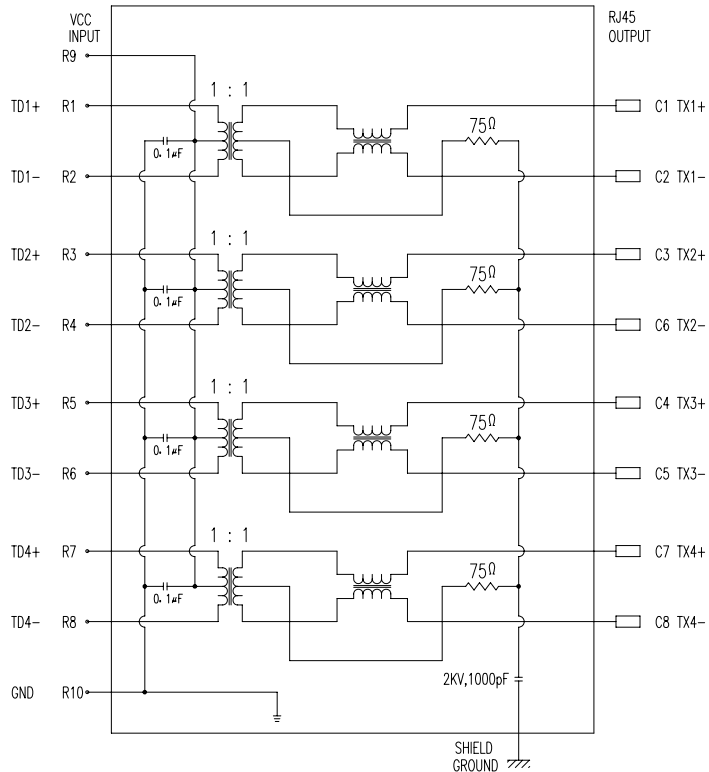 VCC
INPUT
RJ45
OUTPUT
R9
1 : 1
TD1+ R1
C1 TX1+
75Ω
0.1µF
TD1- R2
C2 TX1-
1 : 1
TD2+ R3
C3 TX2+
75Ω
0.1µF
TD2- R4
C6 TX2-
1 : 1
TD3+ R5
C4 TX3+
75Ω
0.1µF
TD3- R6
C5 TX3-
1 : 1
TD4+ R7
C7 TX4+
75Ω
0.1µF
TD4- R8
C8 TX4-
2KV,1000pF
GND R10
SHIELD
GROUND